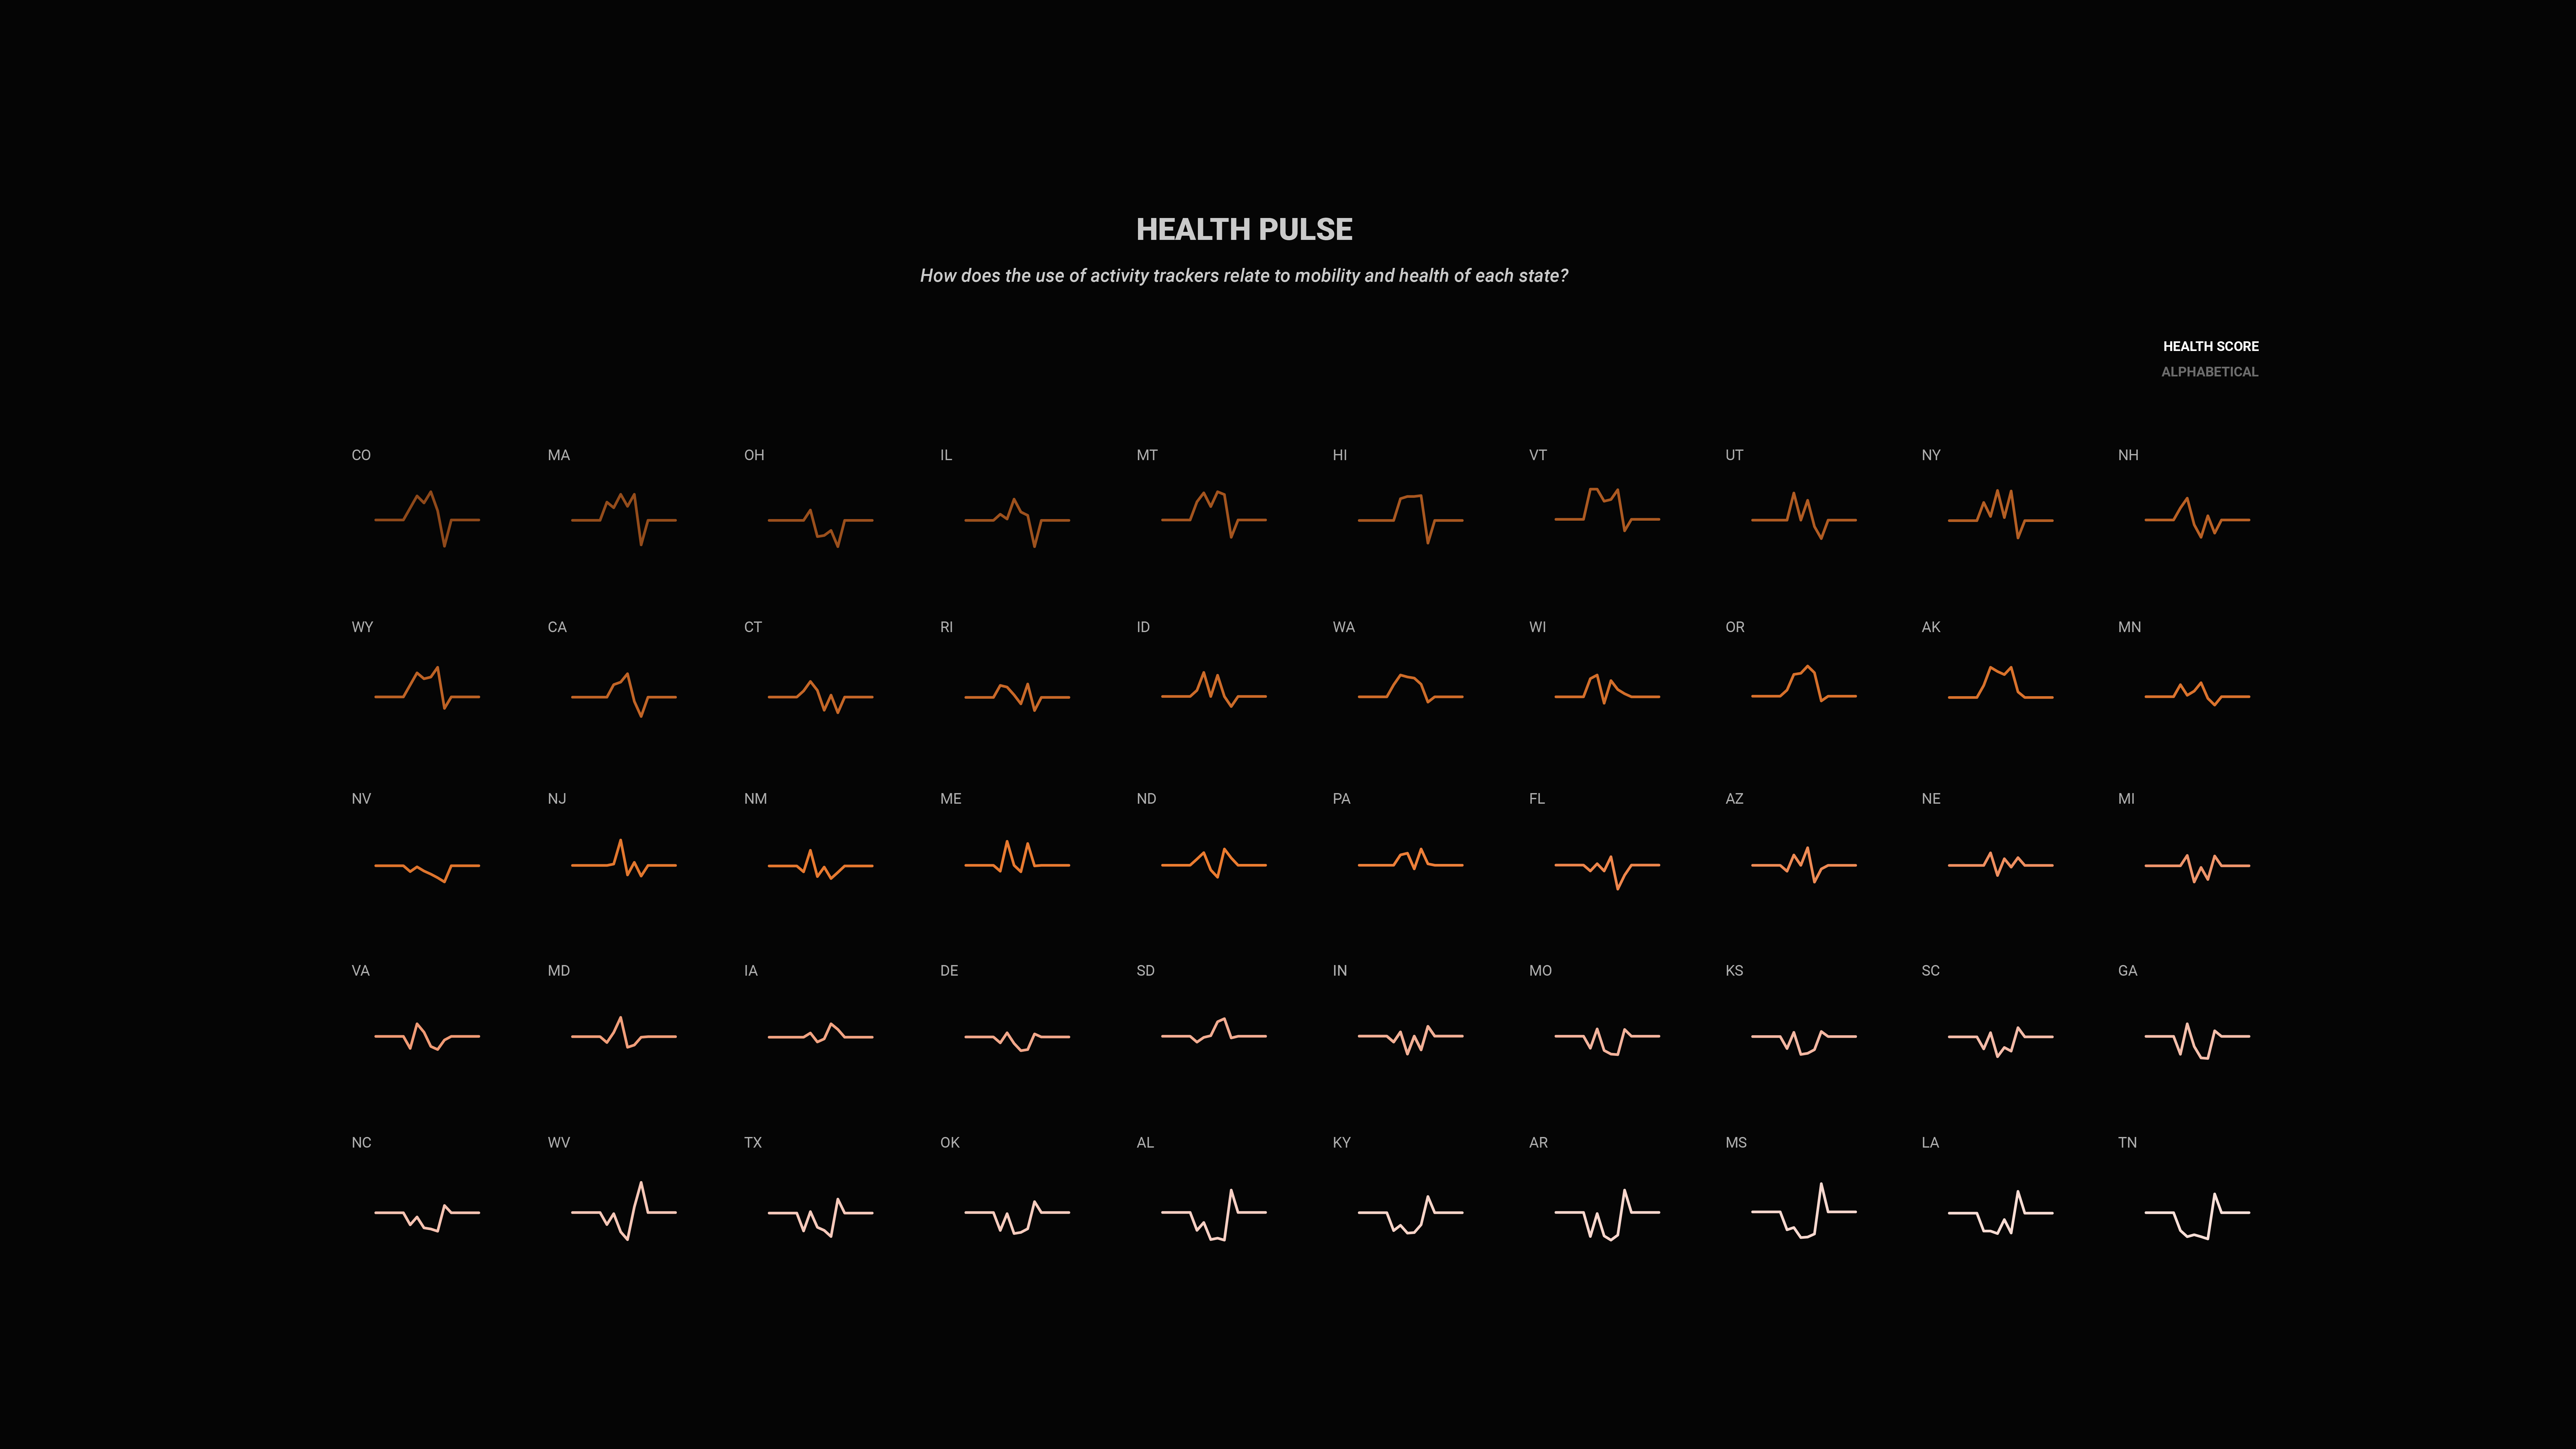 HEALTH PULSE
How does the use of activity trackers relate to mobility and health of each state?
HEALTH SCORE
ALPHABETICAL
CO MA OH IL MT HI VT UT NY NH
WY CA CT RI ID WA WI OR AK MN
NV NJ NM ME ND PA FL AZ NE MI
VA MD IA DE SD IN MO KS SC GA
NC WV TX OK AL KY AR MS LA TN